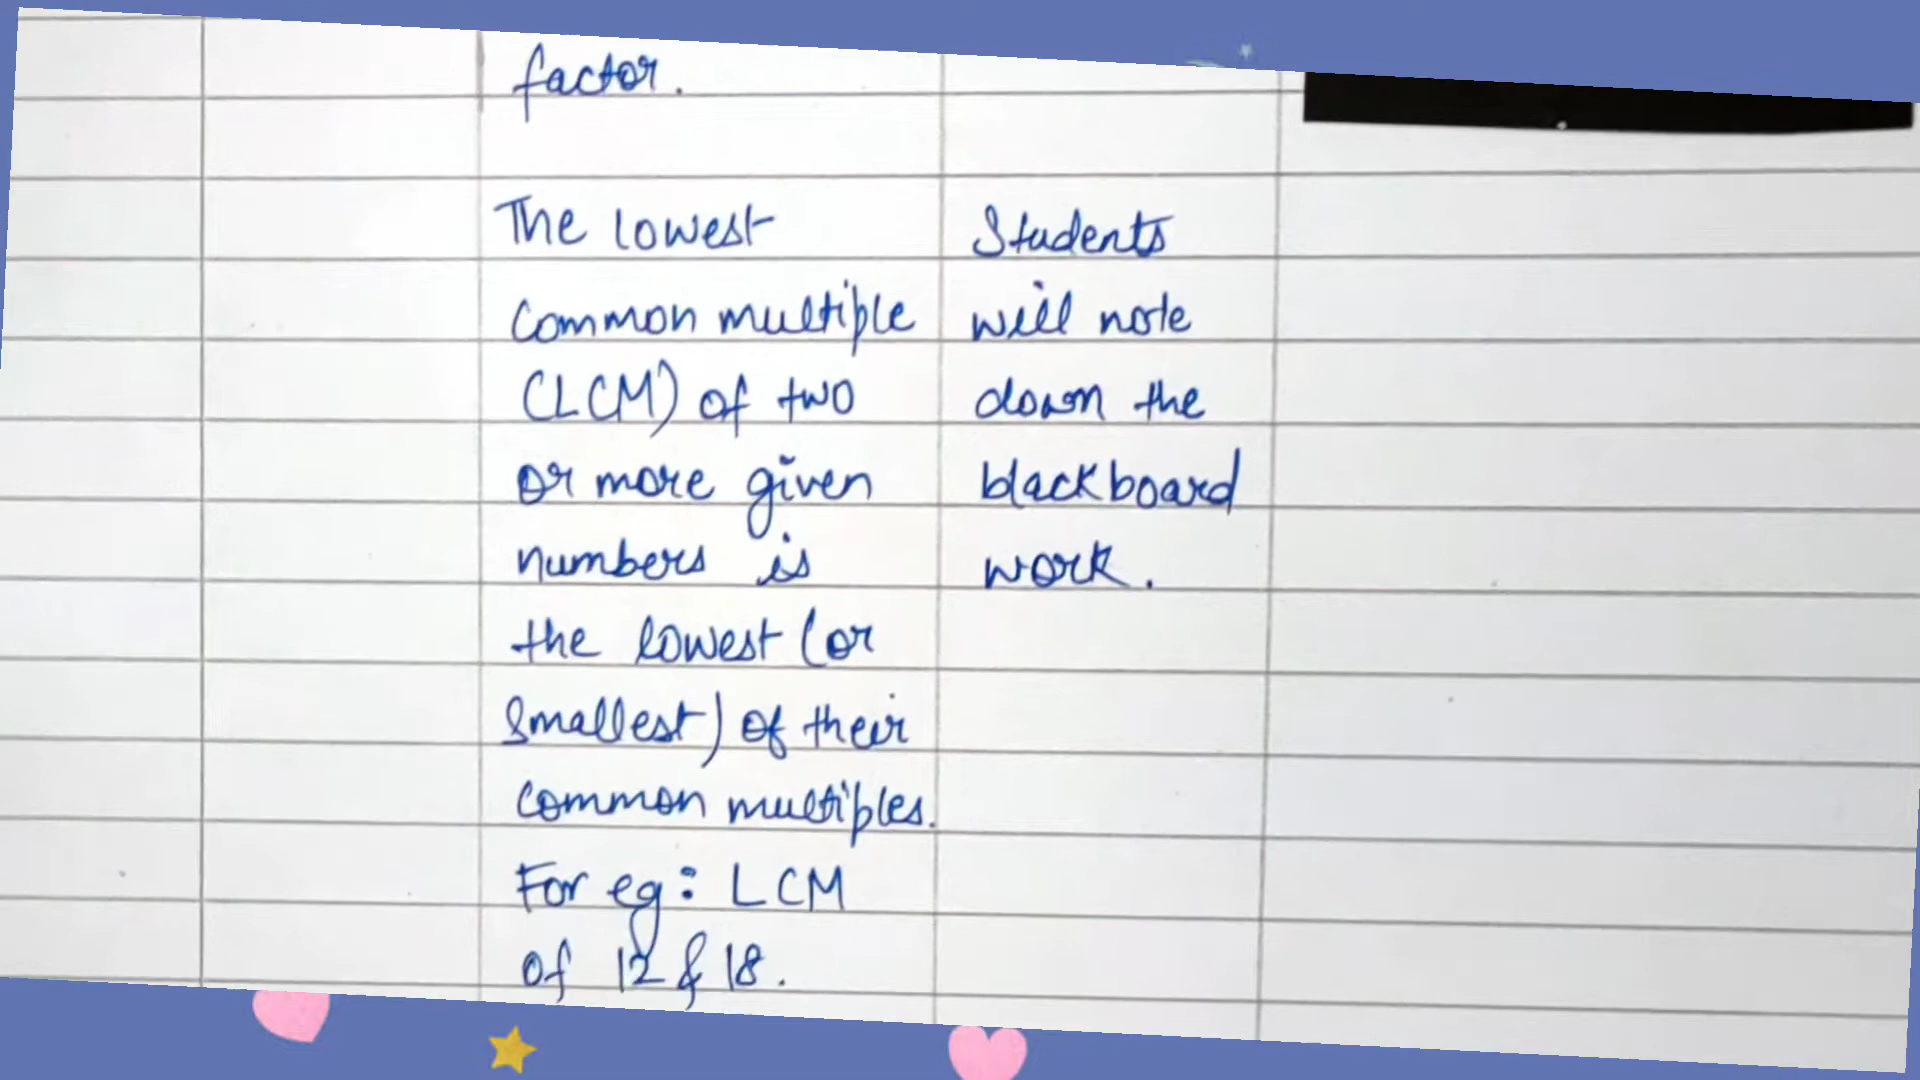 factor.
The lowest
common multiple
(LCM) of two
or more given
numbers is
the lowest (or
smallest) of their
common multiples.
For eg: LCM
of 12 & 18.
Students
will note
down the
blackboard
work.